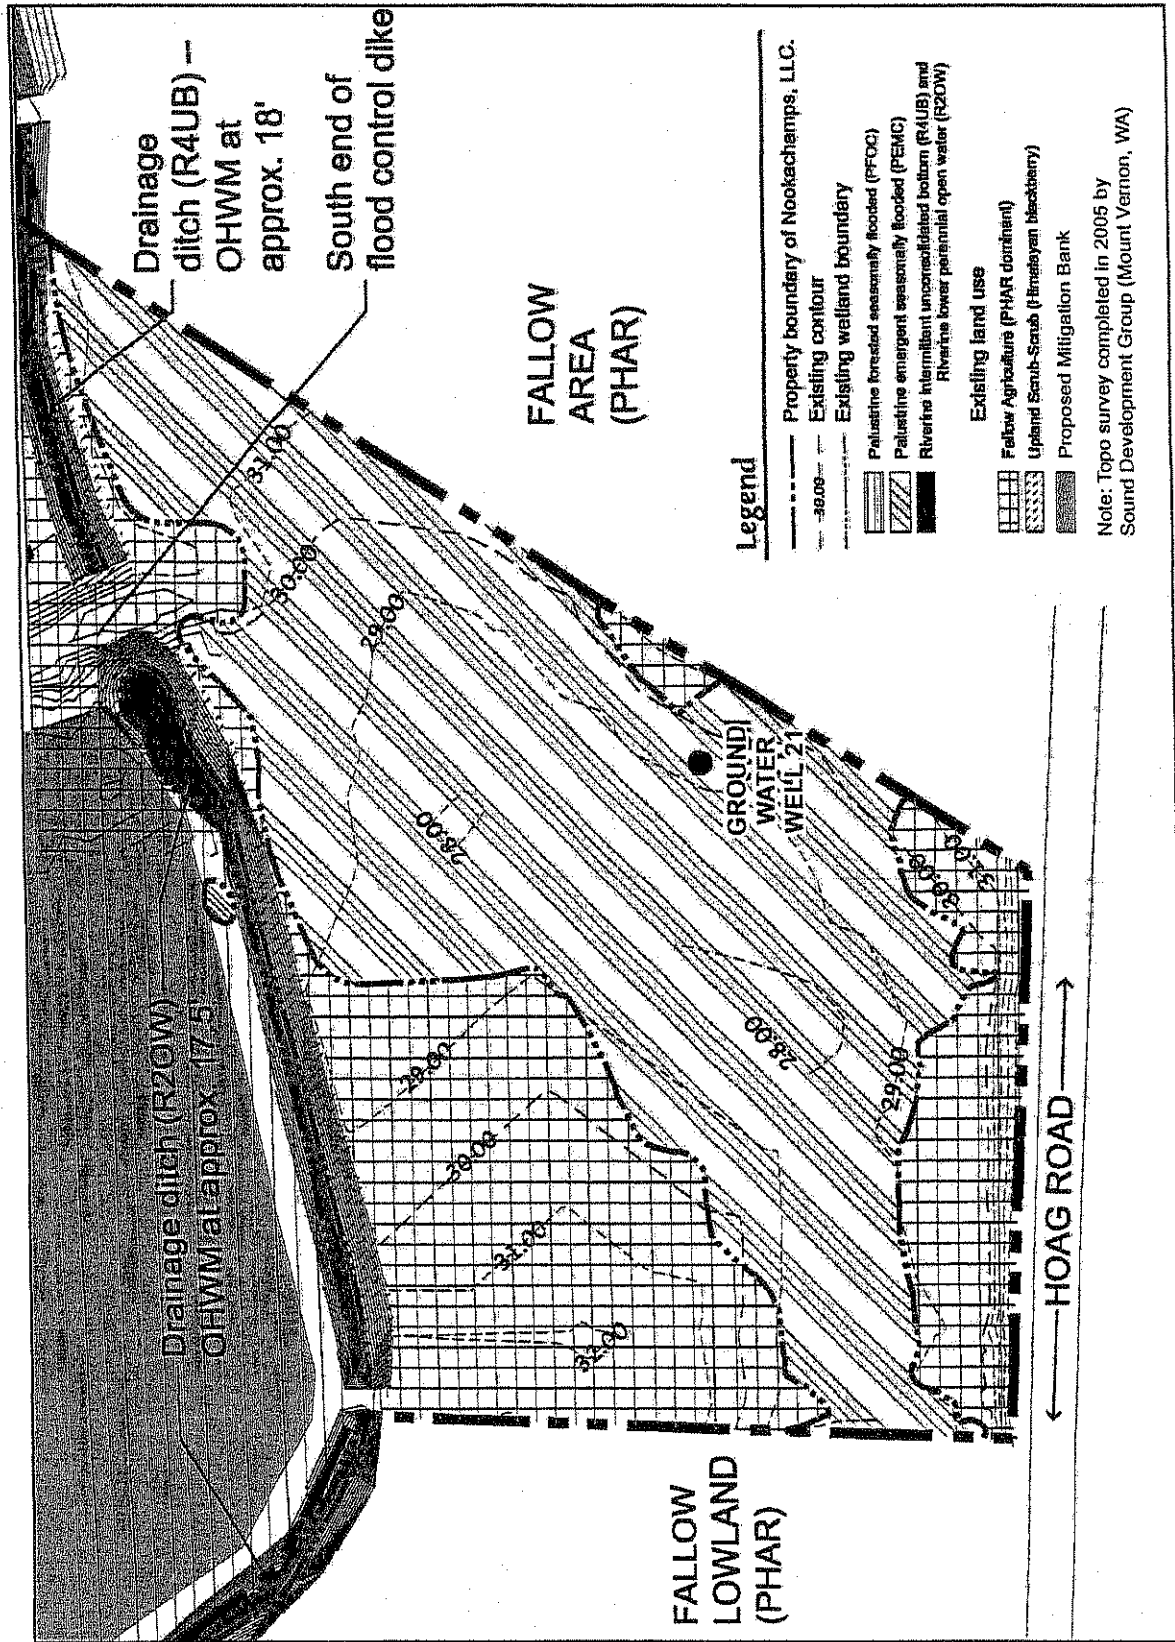 Drainage
ditch (R4UB) –
OHWM at
approx. 18'
South end of
flood control dike
Drainage ditch (R2OW)
OHWM at approx. 17.5'
FALLOW
AREA
(PHAR)
31.00
30.00
29.00
28.00
GROUND
WATER
WELL 21
29.00
30.00
31.00
32.00
28.00
29.00
FALLOW
LOWLAND
(PHAR)
HOAG ROAD
Legend
Property boundary of Nookachamps, LLC.
39.00 Existing contour
Existing wetland boundary
Palustrine forested seasonally flooded (PFOC)
Palustrine emergent seasonally flooded (PEMC)
Riverine intermittent unconsolidated bottom (R4UB) and
Riverine lower perennial open water (R2OW)
Existing land use
Fallow Agriculture (PHAR dominant)
Upland Scrub-Scrub (Himalayan blackberry)
Proposed Mitigation Bank
Note: Topo survey completed in 2005 by
Sound Development Group (Mount Vernon, WA)